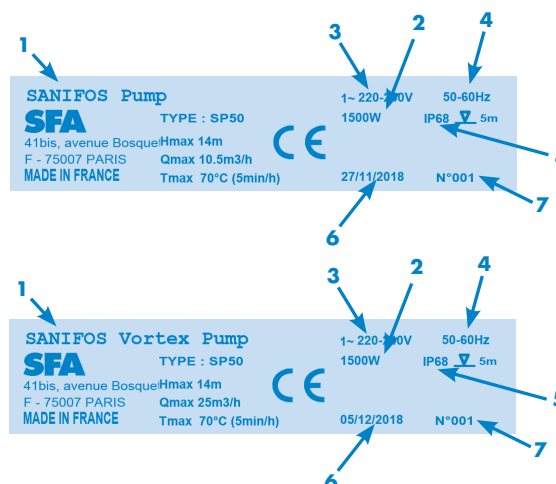 1
3
2
4
SANIFOS Pump
1~ 220-240V
50-60Hz
SFA
TYPE : SP50
1500W
IP68
5m
41bis, avenue Bosquet
Hmax 14m
F - 75007 PARIS
Qmax 10.5m3/h
MADE IN FRANCE
Tmax 70°C (5min/h)
CE
27/11/2018
N°001
6
7
1
3
2
4
SANIFOS Vortex Pump
1~ 220-240V
50-60Hz
SFA
TYPE : SP50
1500W
IP68
5m
41bis, avenue Bosquet
Hmax 14m
F - 75007 PARIS
Qmax 25m3/h
MADE IN FRANCE
Tmax 70°C (5min/h)
CE
05/12/2018
N°001
5
7
6